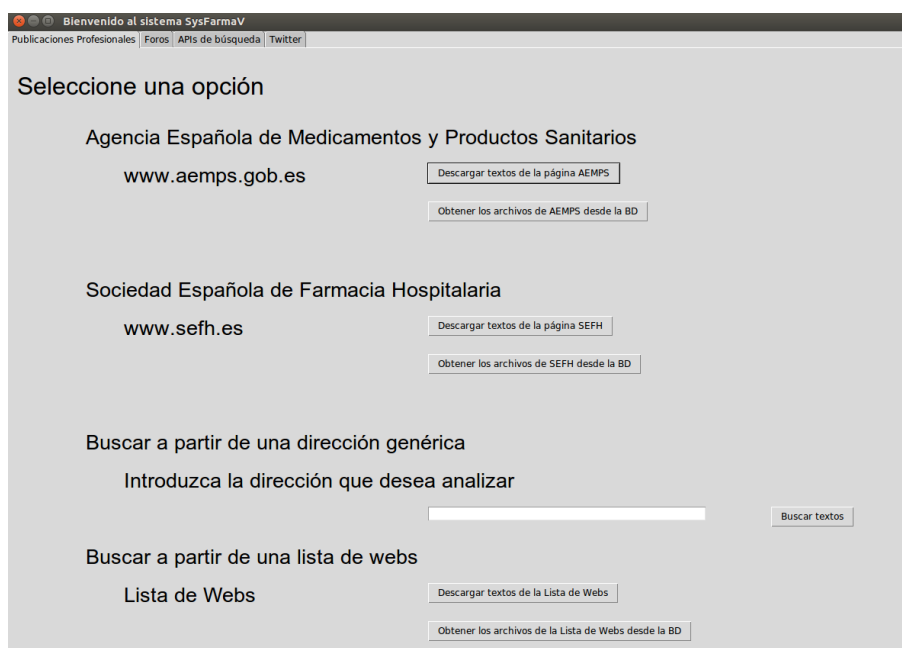 Bienvenido al sistema SysFarmaV
Publicaciones Profesionales Foros APIs de búsqueda Twitter
Seleccione una opción
Agencia Española de Medicamentos y Productos Sanitarios
www.aemps.gob.es Descargar textos de la página AEMPS
Obtener los archivos de AEMPS desde la BD
Sociedad Española de Farmacia Hospitalaria
www.sefh.es Descargar textos de la página SEFH
Obtener los archivos de SEFH desde la BD
Buscar a partir de una dirección genérica
Introduzca la dirección que desea analizar
Buscar textos
Buscar a partir de una lista de webs
Lista de Webs Descargar textos de la Lista de Webs
Obtener los archivos de la Lista de Webs desde la BD